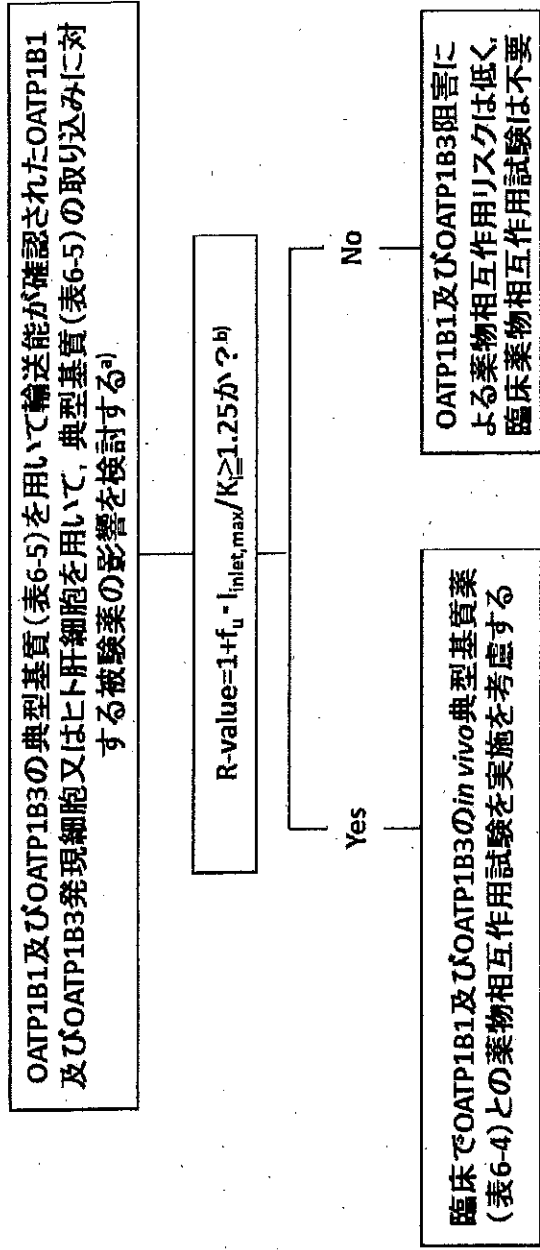 OATP1B1及びOATP1B3の典型基質(表6-5)を用いて輸送能が確認されたOATP1B1
及びOATP1B3発現細胞又はヒト肝細胞を用いて, 典型基質(表6-5)の取り込みに対
する被験薬の影響を検討するa)
R-value=1+fu・Iinlet,max/Ki≥1.25か?b)
Yes
No
臨床でOATP1B1及びOATP1B3のin vivo典型基質薬
(表6-4)との薬物相互作用試験を実施を考慮する
OATP1B1及びOATP1B3阻害に
よる薬物相互作用リスクは低く,
臨床薬物相互作用試験は不要